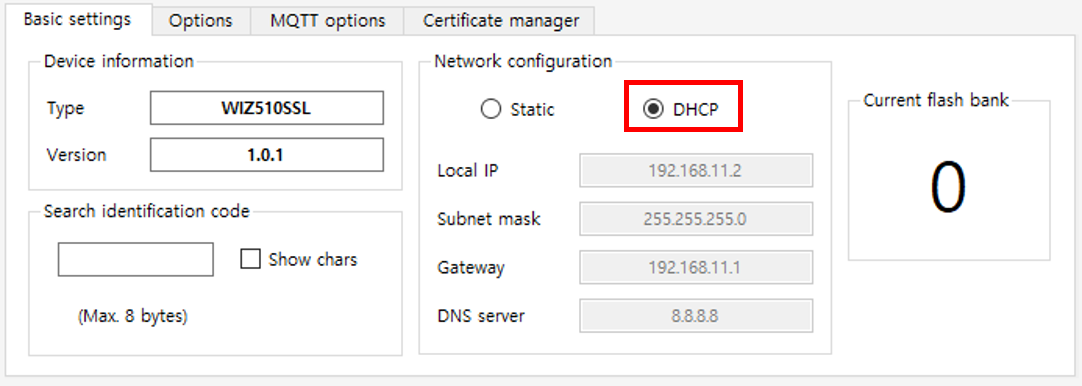 Basic settings
Options
MQTT options
Certificate manager
Device information
Type
WIZ510SSL
Version
1.0.1
Search identification code
Show chars
(Max. 8 bytes)
Network configuration
Static
DHCP
Local IP
192.168.11.2
Subnet mask
255.255.255.0
Gateway
192.168.11.1
DNS server
8.8.8.8
Current flash bank
0